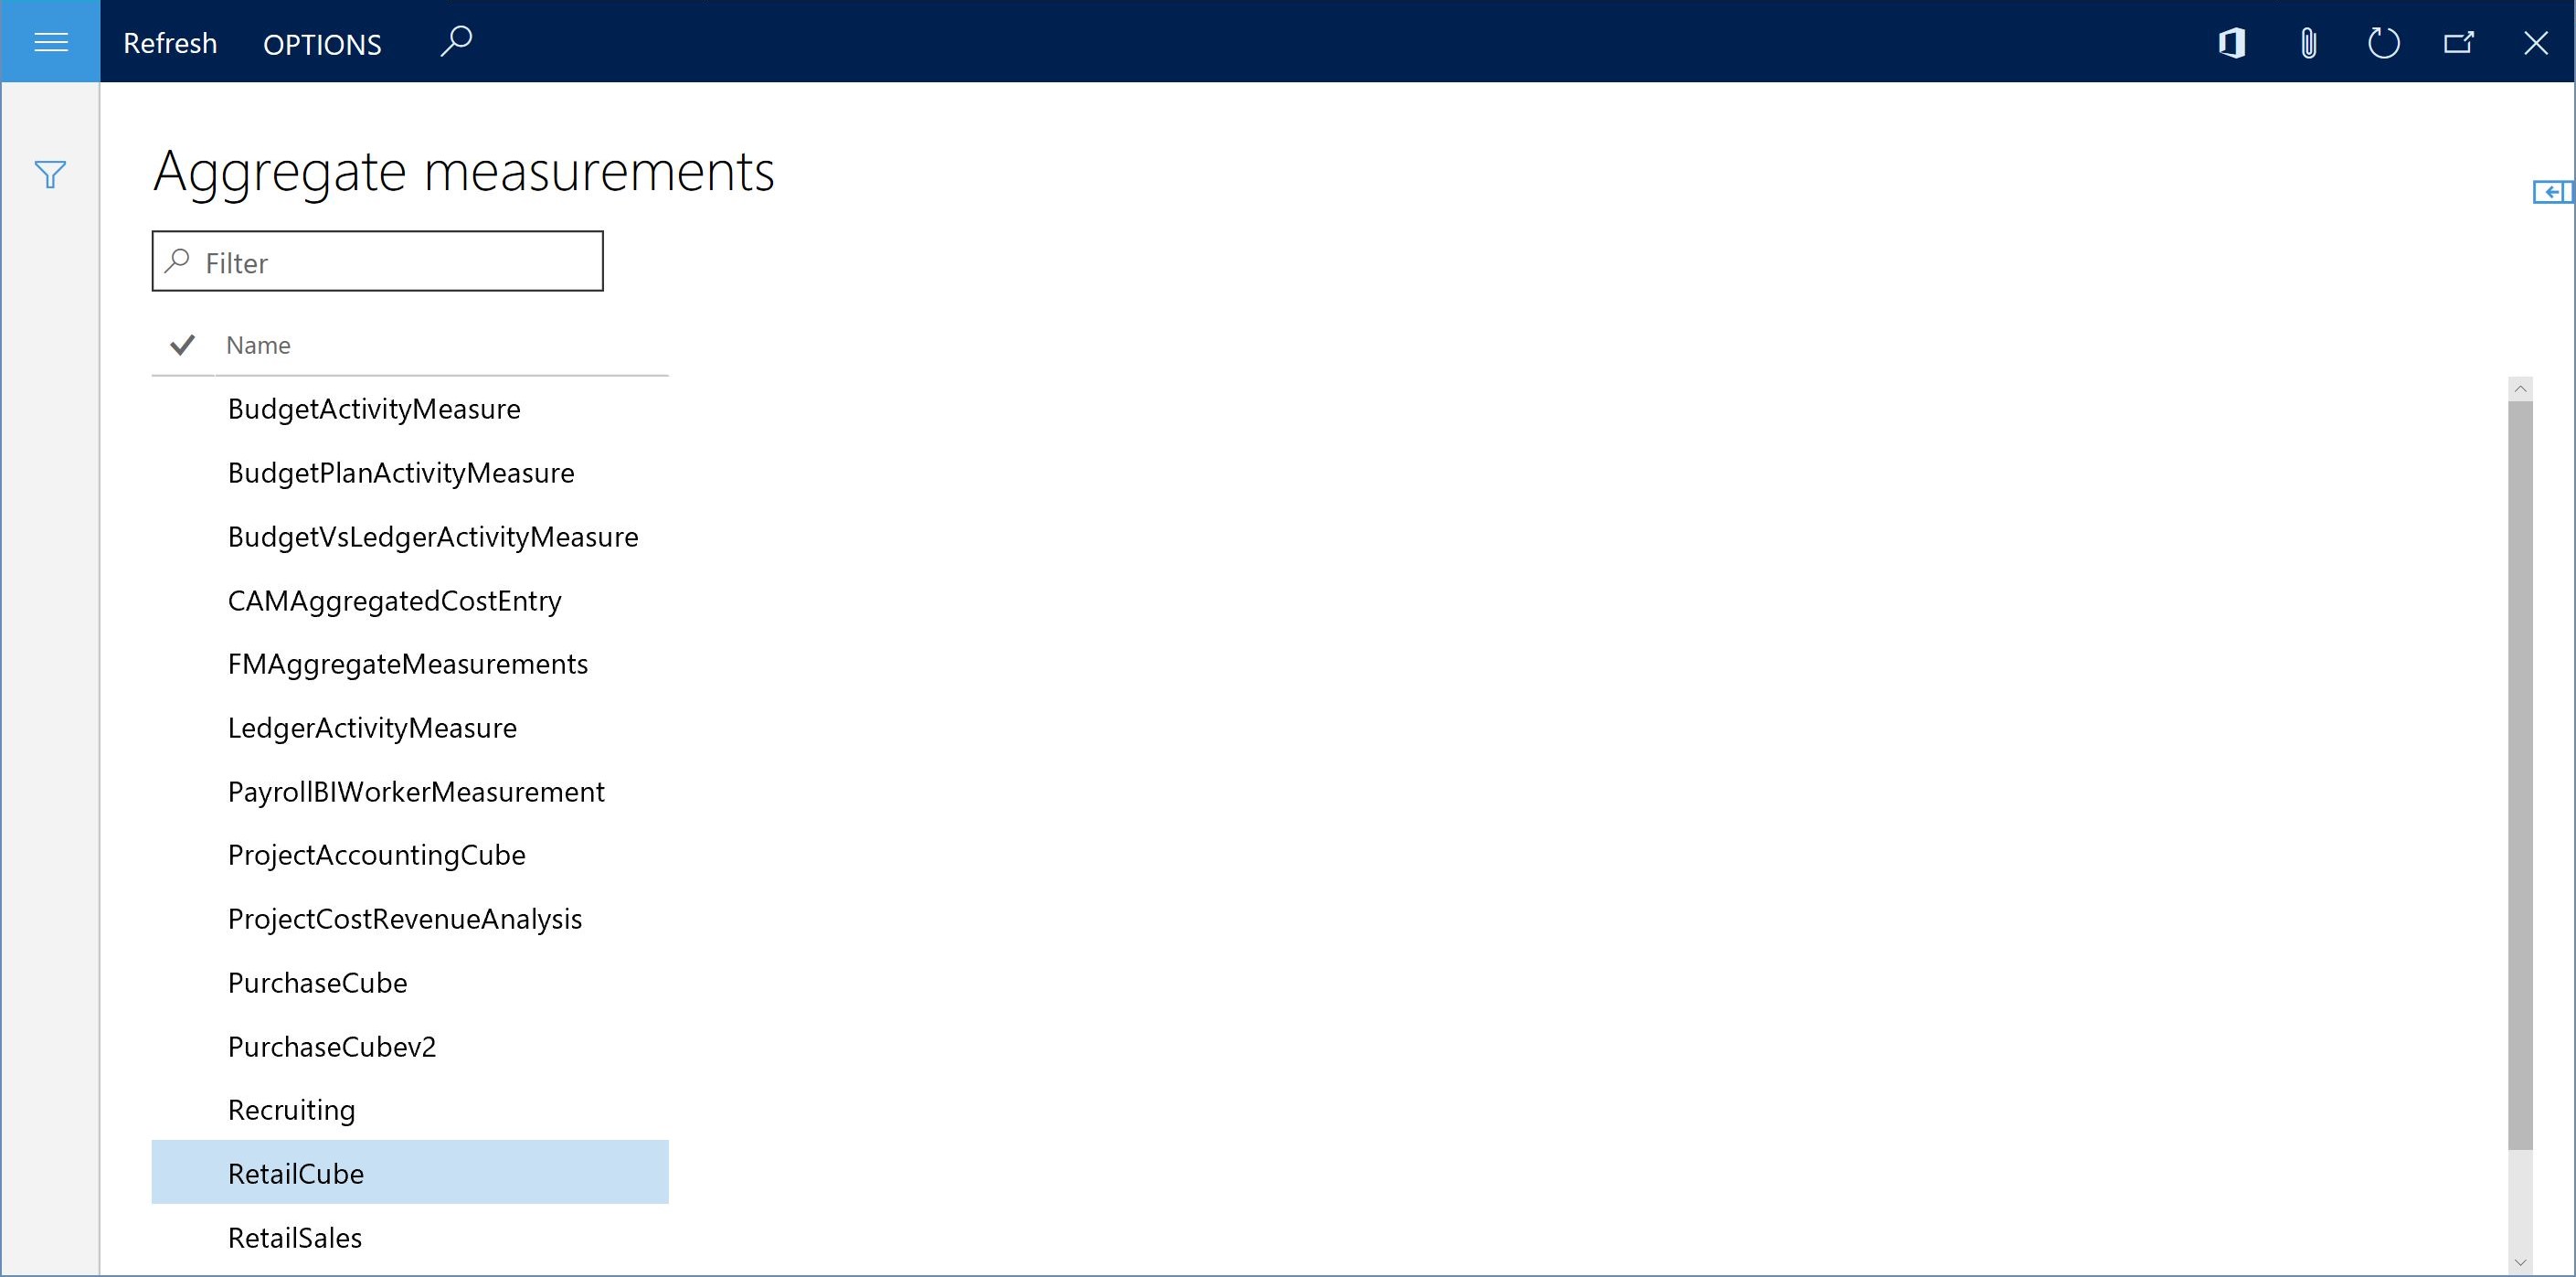 Refresh OPTIONS
Aggregate measurements
Filter
Name
BudgetActivityMeasure
BudgetPlanActivityMeasure
BudgetVsLedgerActivityMeasure
CAMAggregatedCostEntry
FMAggregateMeasurements
LedgerActivityMeasure
PayrollBIWorkerMeasurement
ProjectAccountingCube
ProjectCostRevenueAnalysis
PurchaseCube
PurchaseCubev2
Recruiting
RetailCube
RetailSales